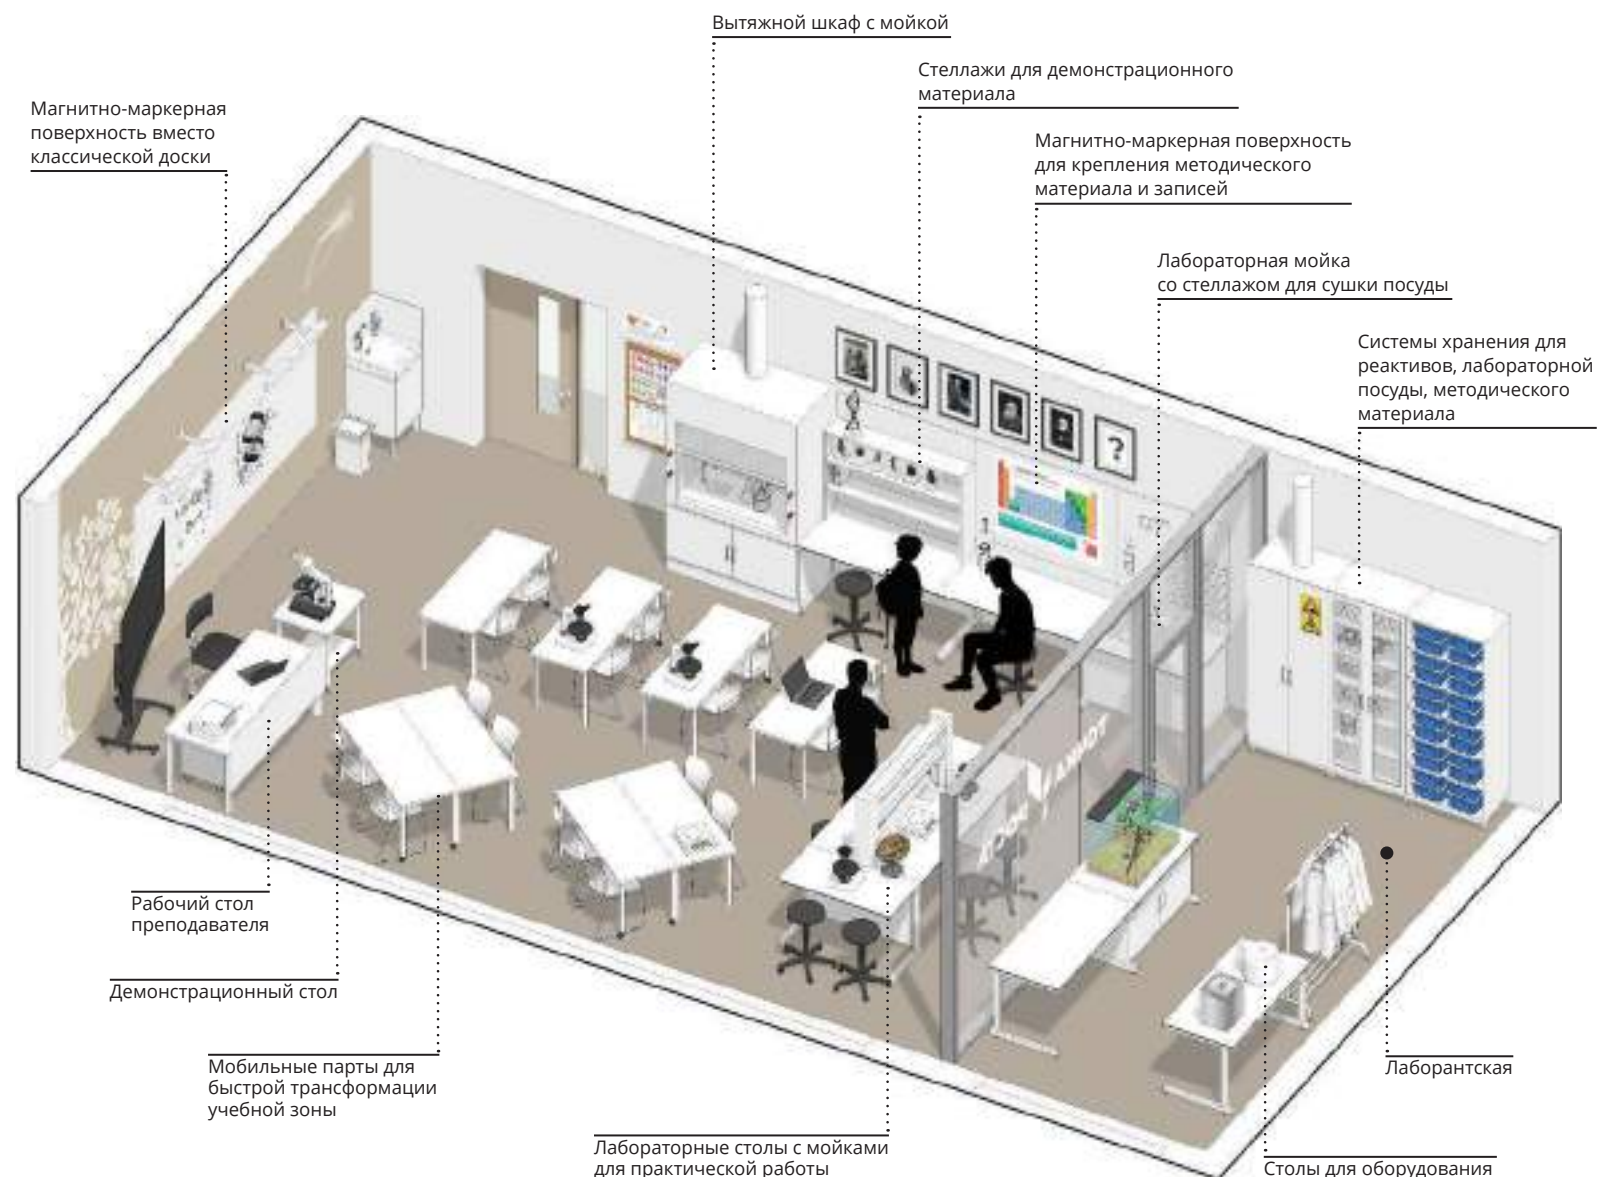 Вытяжной шкаф с мойкой
Стеллажи для демонстрационного
материала
Магнитно-маркерная
поверхность вместо
классической доски
Магнитно-маркерная поверхность
для крепления методического
материала и записей
Лабораторная мойка
со стеллажом для сушки посуды
Системы хранения для
реактивов, лабораторной
посуды, методического
материала
?
Рабочий стол
преподавателя
Демонстрационный стол
Мобильные парты для
быстрой трансформации
учебной зоны
Лабораторные столы с мойками
для практической работы
Лаборантская
Столы для оборудования